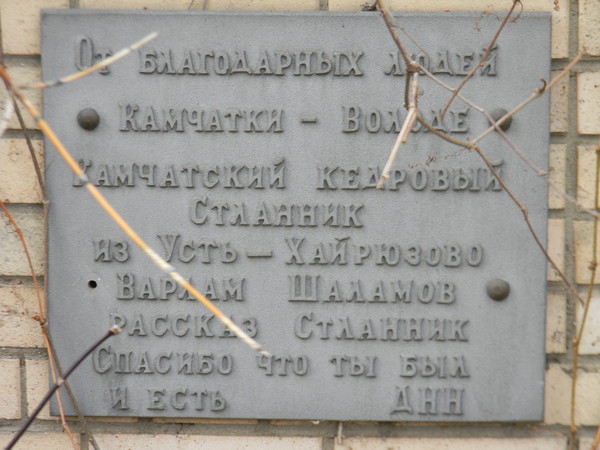 От благодарных людей
Камчатки - Володе
Камчатский кедровый
Стланник
из Усть-Хайрюзово
Варлам Шаламов
рассказ Стланник
Спасибо что ты был
и есть ДНН